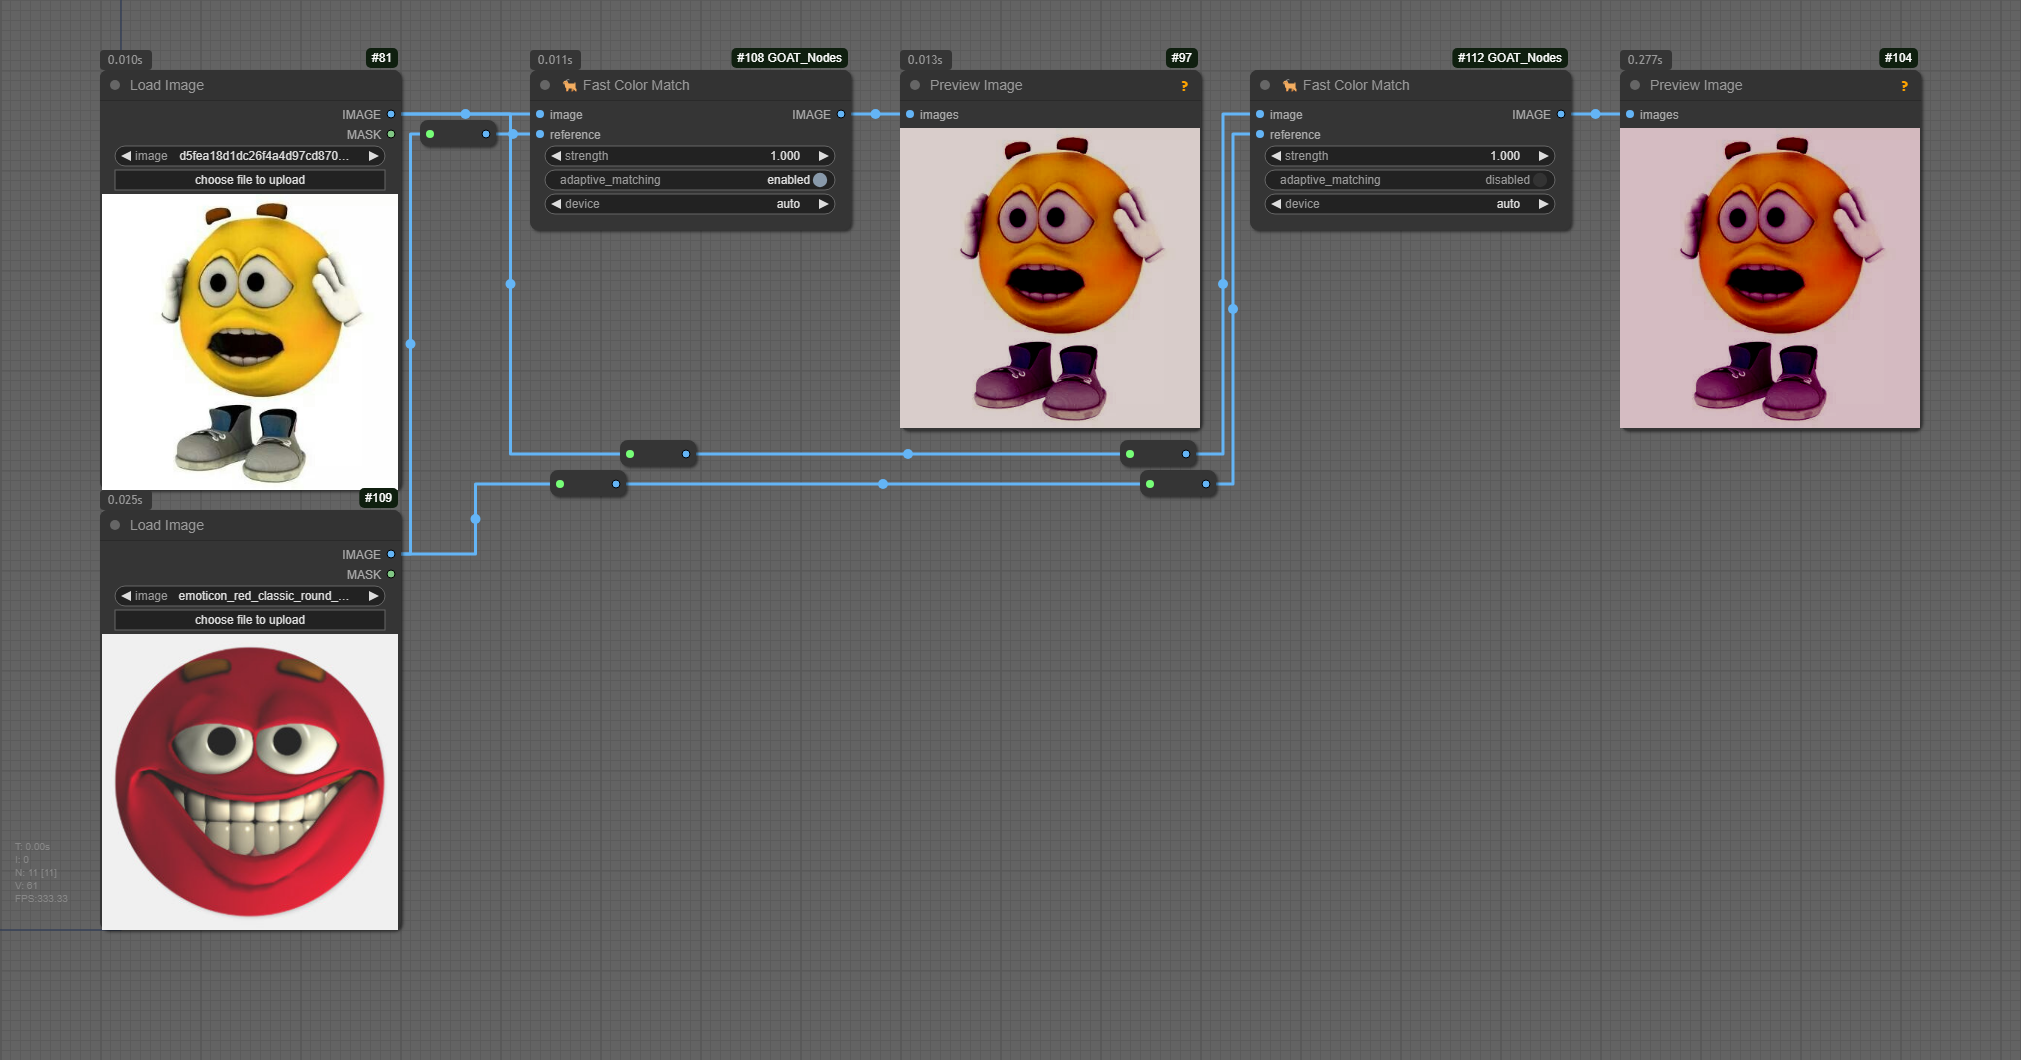 0.010s
#81
Load Image
IMAGE
MASK
image d5fea18d1dc26f4a4d97cd870...
choose file to upload
0.025s
#109
Load Image
IMAGE
MASK
image emoticon_red_classic_round_...
choose file to upload
0.011s
#108 GOAT_Nodes
Fast Color Match
image IMAGE
reference
strength 1.000
adaptive_matching enabled
device auto
0.013s
#97
Preview Image ?
images
#112 GOAT_Nodes
Fast Color Match
image IMAGE
reference
strength 1.000
adaptive_matching disabled
device auto
0.277s
#104
Preview Image ?
images
T: 0.00s
I: 0
N: 11 [11]
V: 61
FPS:333.33